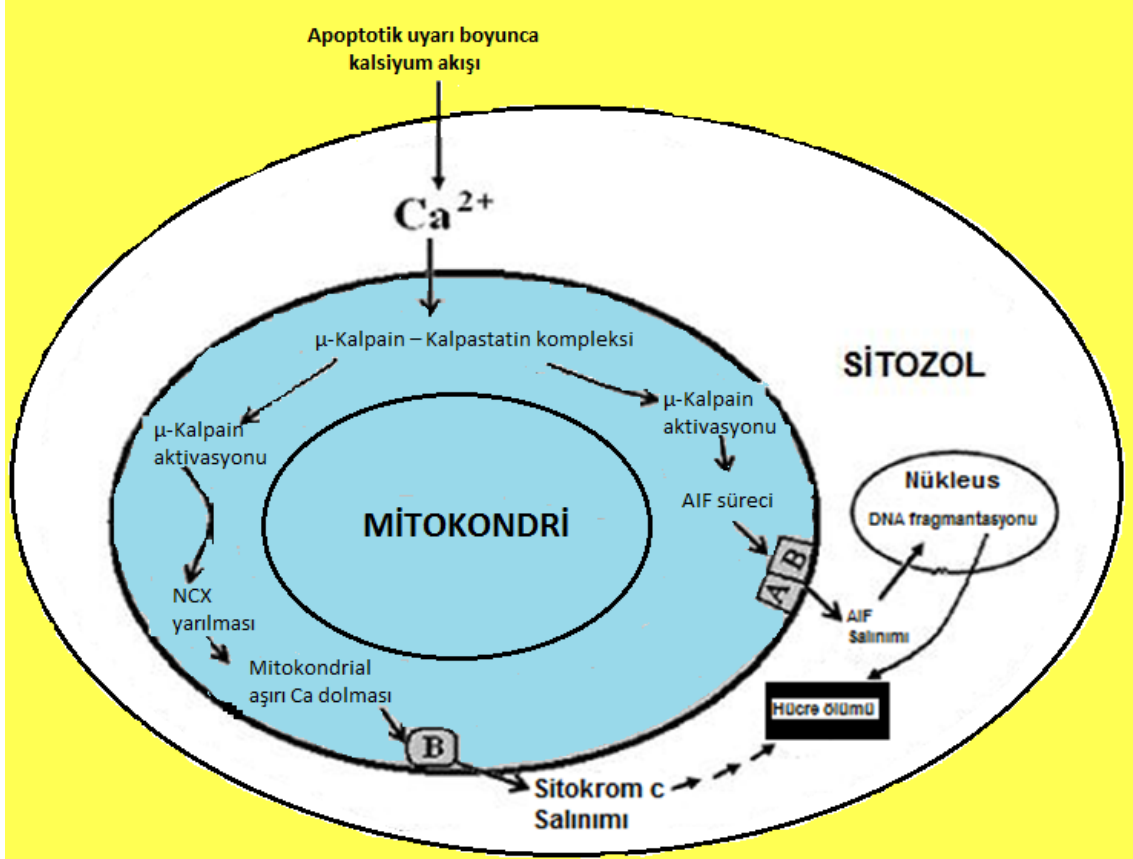 Apoptotik uyarı boyunca
kalsiyum akışı
Ca²⁺
µ-Kalpain – Kalpastatin kompleksi
SİTOZOL
µ-Kalpain
aktivasyonu
µ-Kalpain
aktivasyonu
AIF süreci
Nükleus
DNA fragmantasyonu
MİTOKONDRİ
B
A
NCX
yarılması
AIF
Salınımı
Mitokondrial
aşırı Ca dolması
Hücre ölümü
B
Sitokrom c
Salınımı